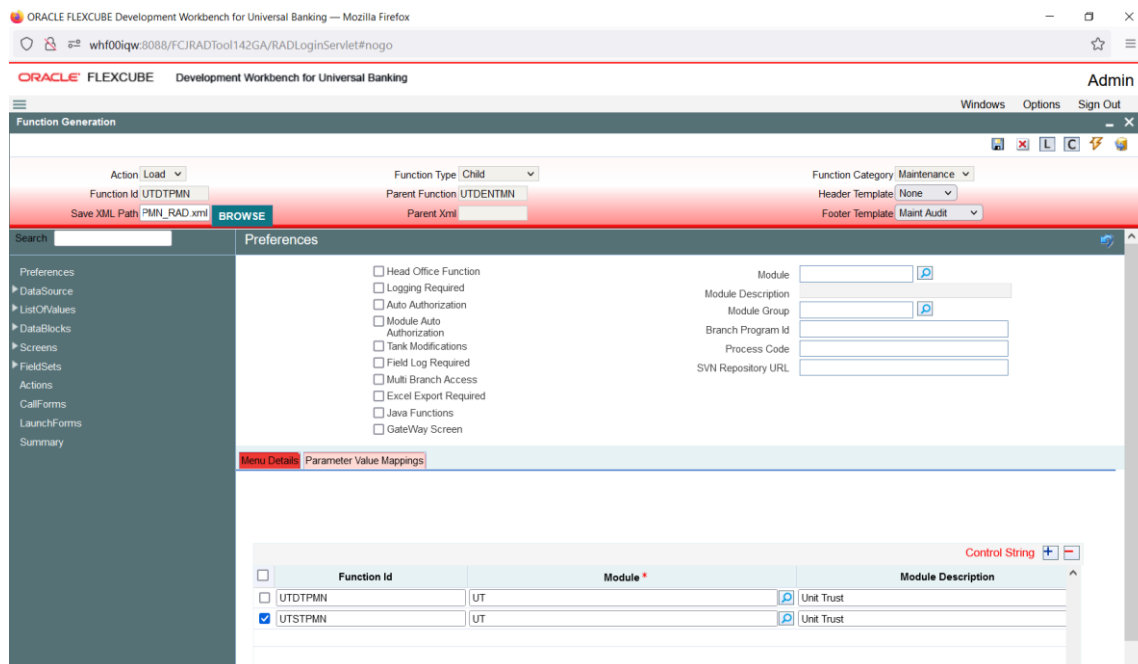 ORACLE FLEXCUBE Development Workbench for Universal Banking — Mozilla Firefox
whf00iqw:8088/FCJRADTool142GA/RADLoginServlet#nogo
ORACLE' FLEXCUBE Development Workbench for Universal Banking Admin
Windows Options Sign Out
Function Generation
L C
Action Load Function Type Child Function Category Maintenance
Function Id UTDTPMN Parent Function UTDENTMN Header Template None
Save XML Path PMN_RAD.xml BROWSE Parent Xml Footer Template Maint Audit
Search Preferences
Preferences
DataSource
ListOfValues
DataBlocks
Screens
FieldSets
Actions
CallForms
LaunchForms
Summary
Head Office Function
Logging Required
Auto Authorization
Module Auto
Authorization
Tank Modifications
Field Log Required
Multi Branch Access
Excel Export Required
Java Functions
GateWay Screen
Module
Module Description
Module Group
Branch Program Id
Process Code
SVN Repository URL
Menu Details Parameter Value Mappings
Control String
Function Id Module * Module Description
UTDTPMN UT Unit Trust
UTSTPMN UT Unit Trust